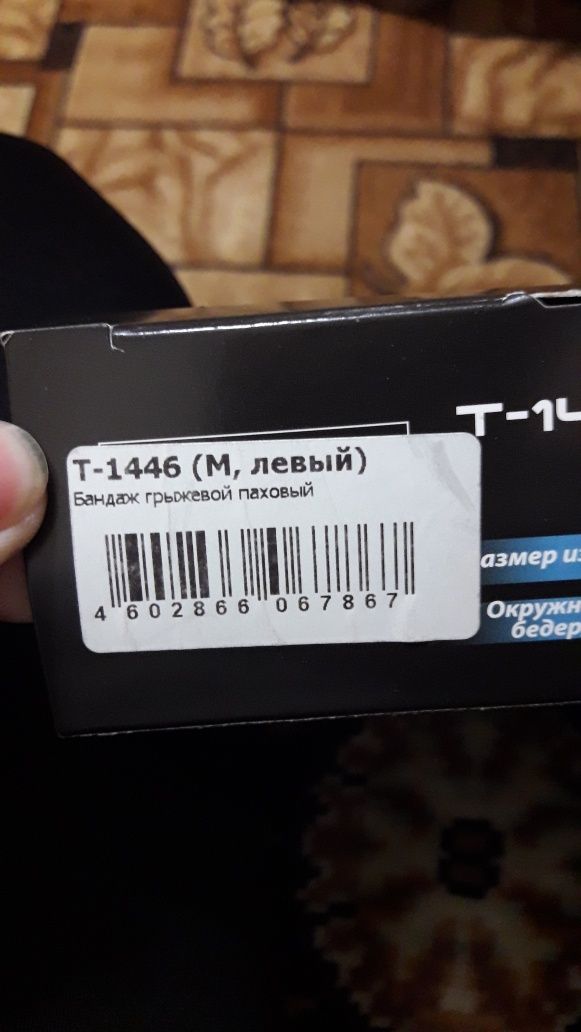 Т-14
Т-1446 (М, левый)
Бандаж грыжевой паховый
4 602866 067867
азмер из
Окружн
бедер